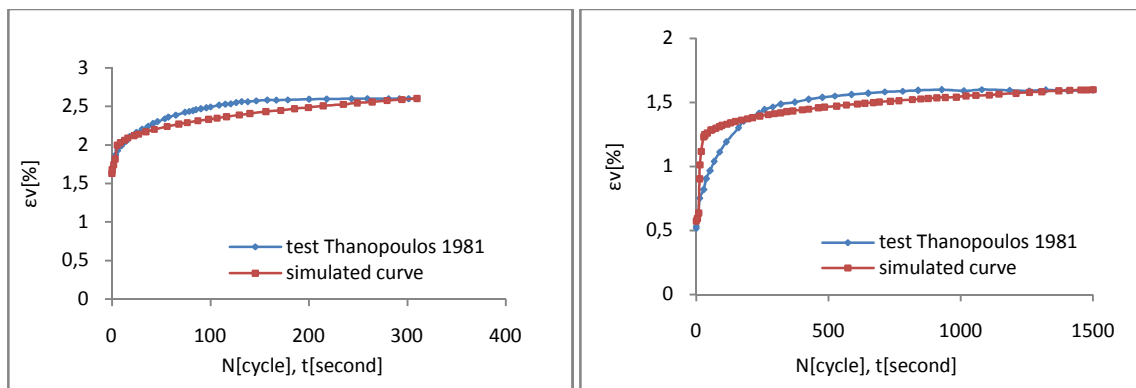 3
2,5
2
1,5
1
0,5
0
εv[%]
test Thanopoulos 1981
simulated curve
0 100 200 300 400
N[cycle], t[second]
2
1,5
1
0,5
0
εv[%]
test Thanopoulos 1981
simulated curve
0 500 1000 1500
N[cycle], t[second]